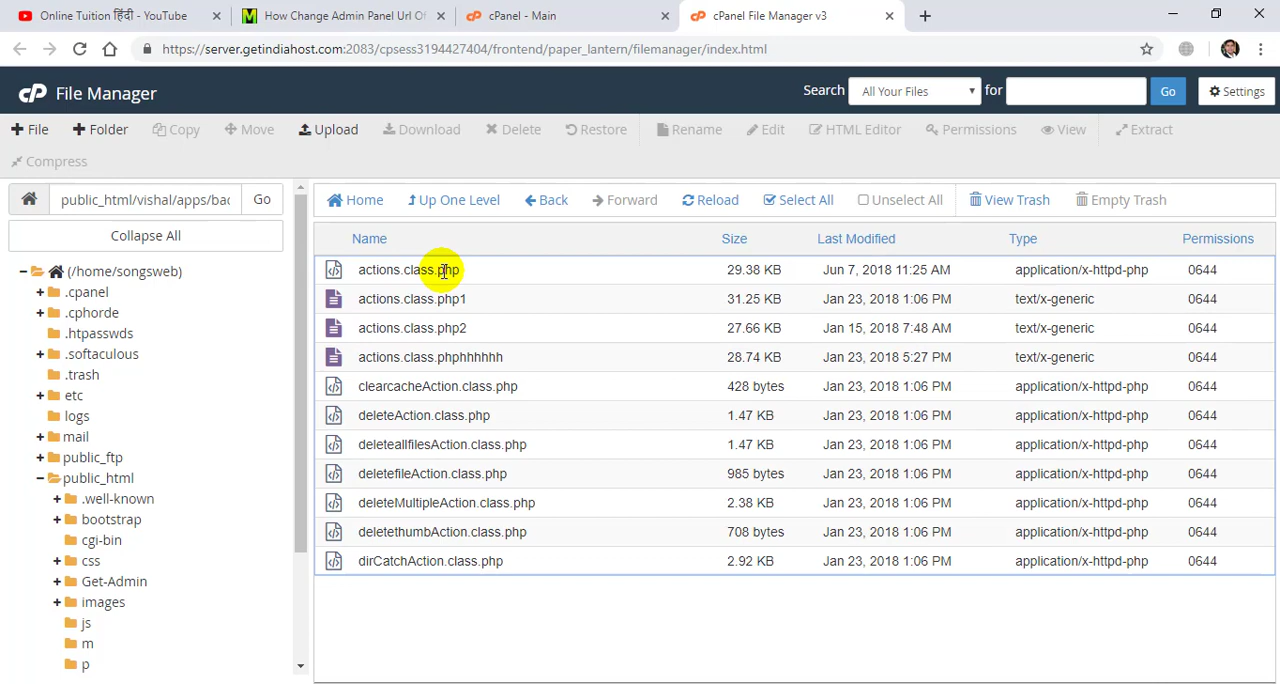 Online Tuition हिंदी - YouTube
How Change Admin Panel Url Of
cPanel - Main
cPanel File Manager v3
https://server.getindiahost.com:2083/cpsess3194427404/frontend/paper_lantern/filemanager/index.html
cP File Manager
Search All Your Files for Go Settings
File Folder Copy Move Upload Download Delete Restore Rename Edit HTML Editor Permissions View Extract
Compress
public_html/vishal/apps/bac Go
Home Up One Level Back Forward Reload Select All Unselect All View Trash Empty Trash
Collapse All
Name Size Last Modified Type Permissions
(/home/songsweb)
.cpanel
.cphorde
.htpasswds
.softaculous
.trash
etc
logs
mail
public_ftp
public_html
.well-known
bootstrap
cgi-bin
css
Get-Admin
images
js
m
p
actions.class.php 29.38 KB Jun 7, 2018 11:25 AM application/x-httpd-php 0644
actions.class.php1 31.25 KB Jan 23, 2018 1:06 PM text/x-generic 0644
actions.class.php2 27.66 KB Jan 15, 2018 7:48 AM text/x-generic 0644
actions.class.phphhhhhh 28.74 KB Jan 23, 2018 5:27 PM text/x-generic 0644
clearcacheAction.class.php 428 bytes Jan 23, 2018 1:06 PM application/x-httpd-php 0644
deleteAction.class.php 1.47 KB Jan 23, 2018 1:06 PM application/x-httpd-php 0644
deleteallfilesAction.class.php 1.47 KB Jan 23, 2018 1:06 PM application/x-httpd-php 0644
deletefileAction.class.php 985 bytes Jan 23, 2018 1:06 PM application/x-httpd-php 0644
deleteMultipleAction.class.php 2.38 KB Jan 23, 2018 1:06 PM application/x-httpd-php 0644
deletethumbAction.class.php 708 bytes Jan 23, 2018 1:06 PM application/x-httpd-php 0644
dirCatchAction.class.php 2.92 KB Jan 23, 2018 1:06 PM application/x-httpd-php 0644